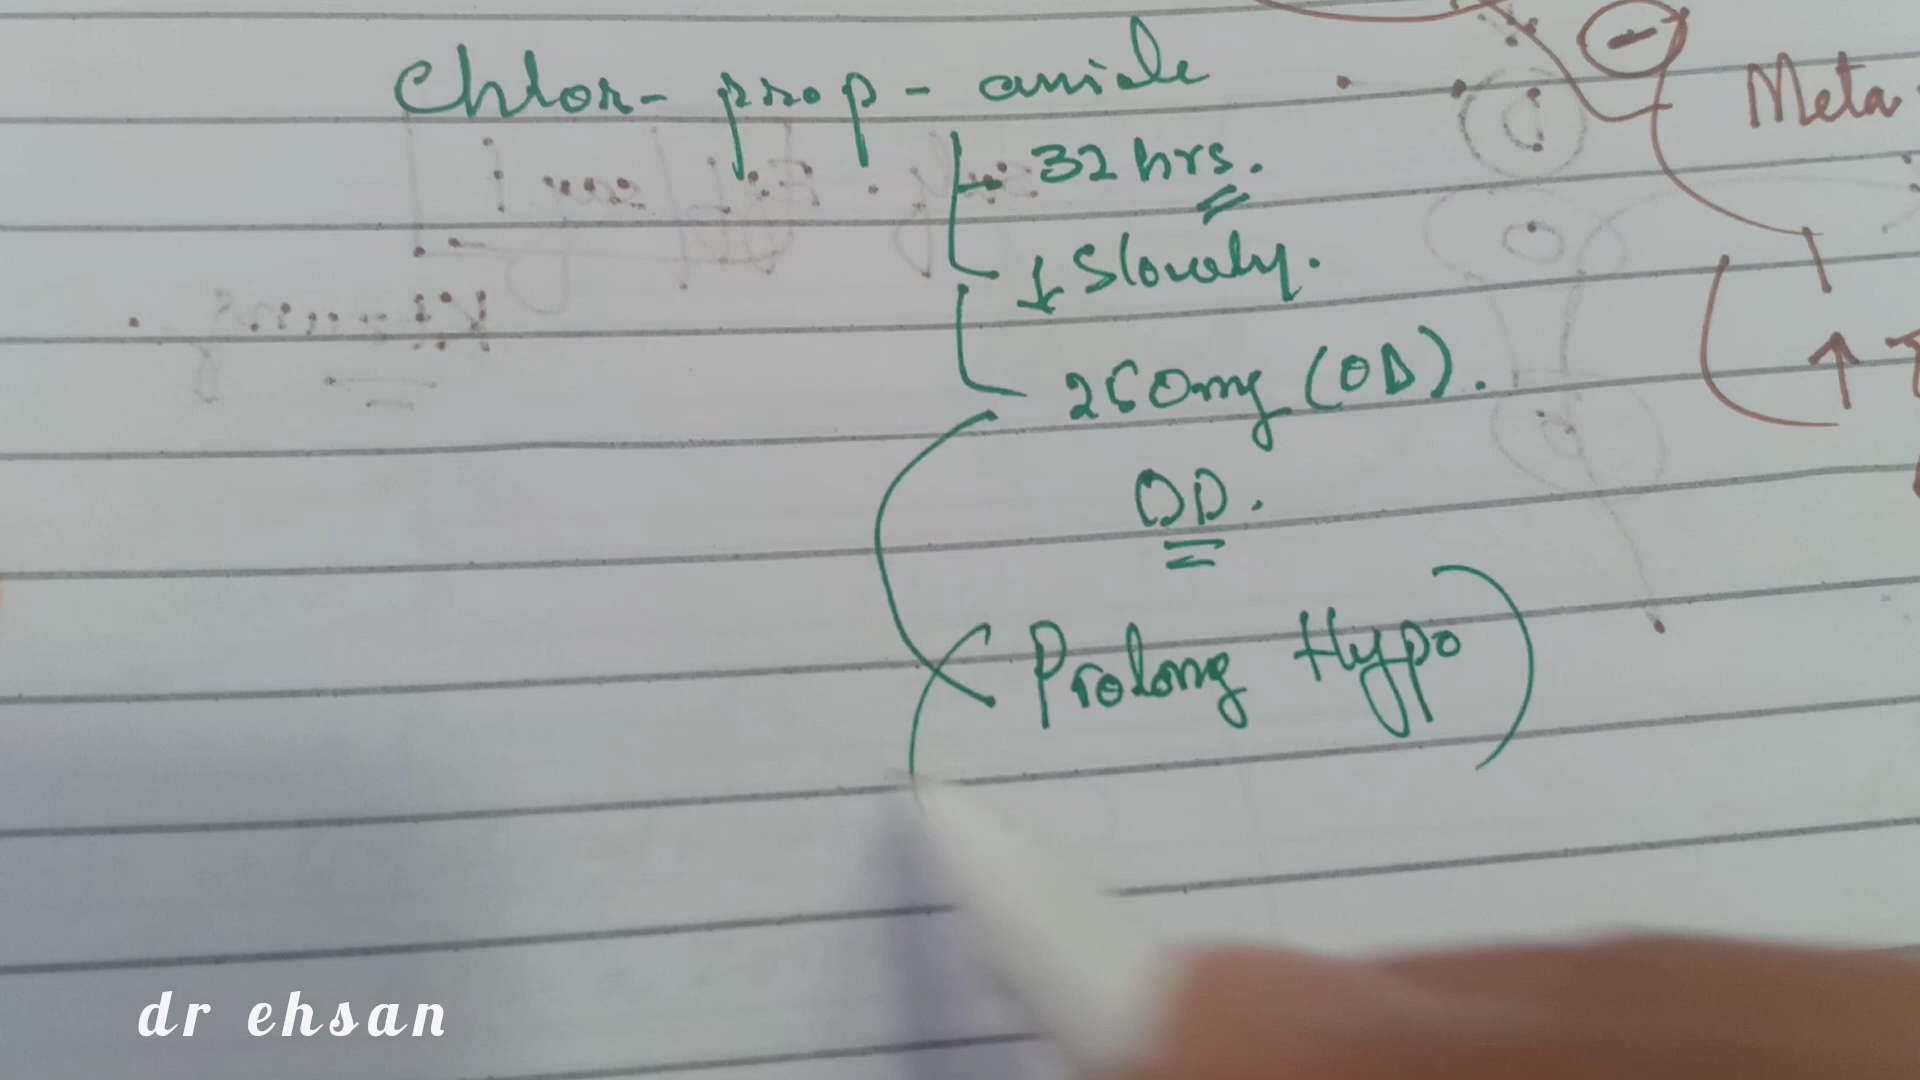 Chlor-prop-amide
32 hrs.
↓ Slowly.
250mg (OD).
OD.
Prolong Hypo
Meta
↑
dr ehsan